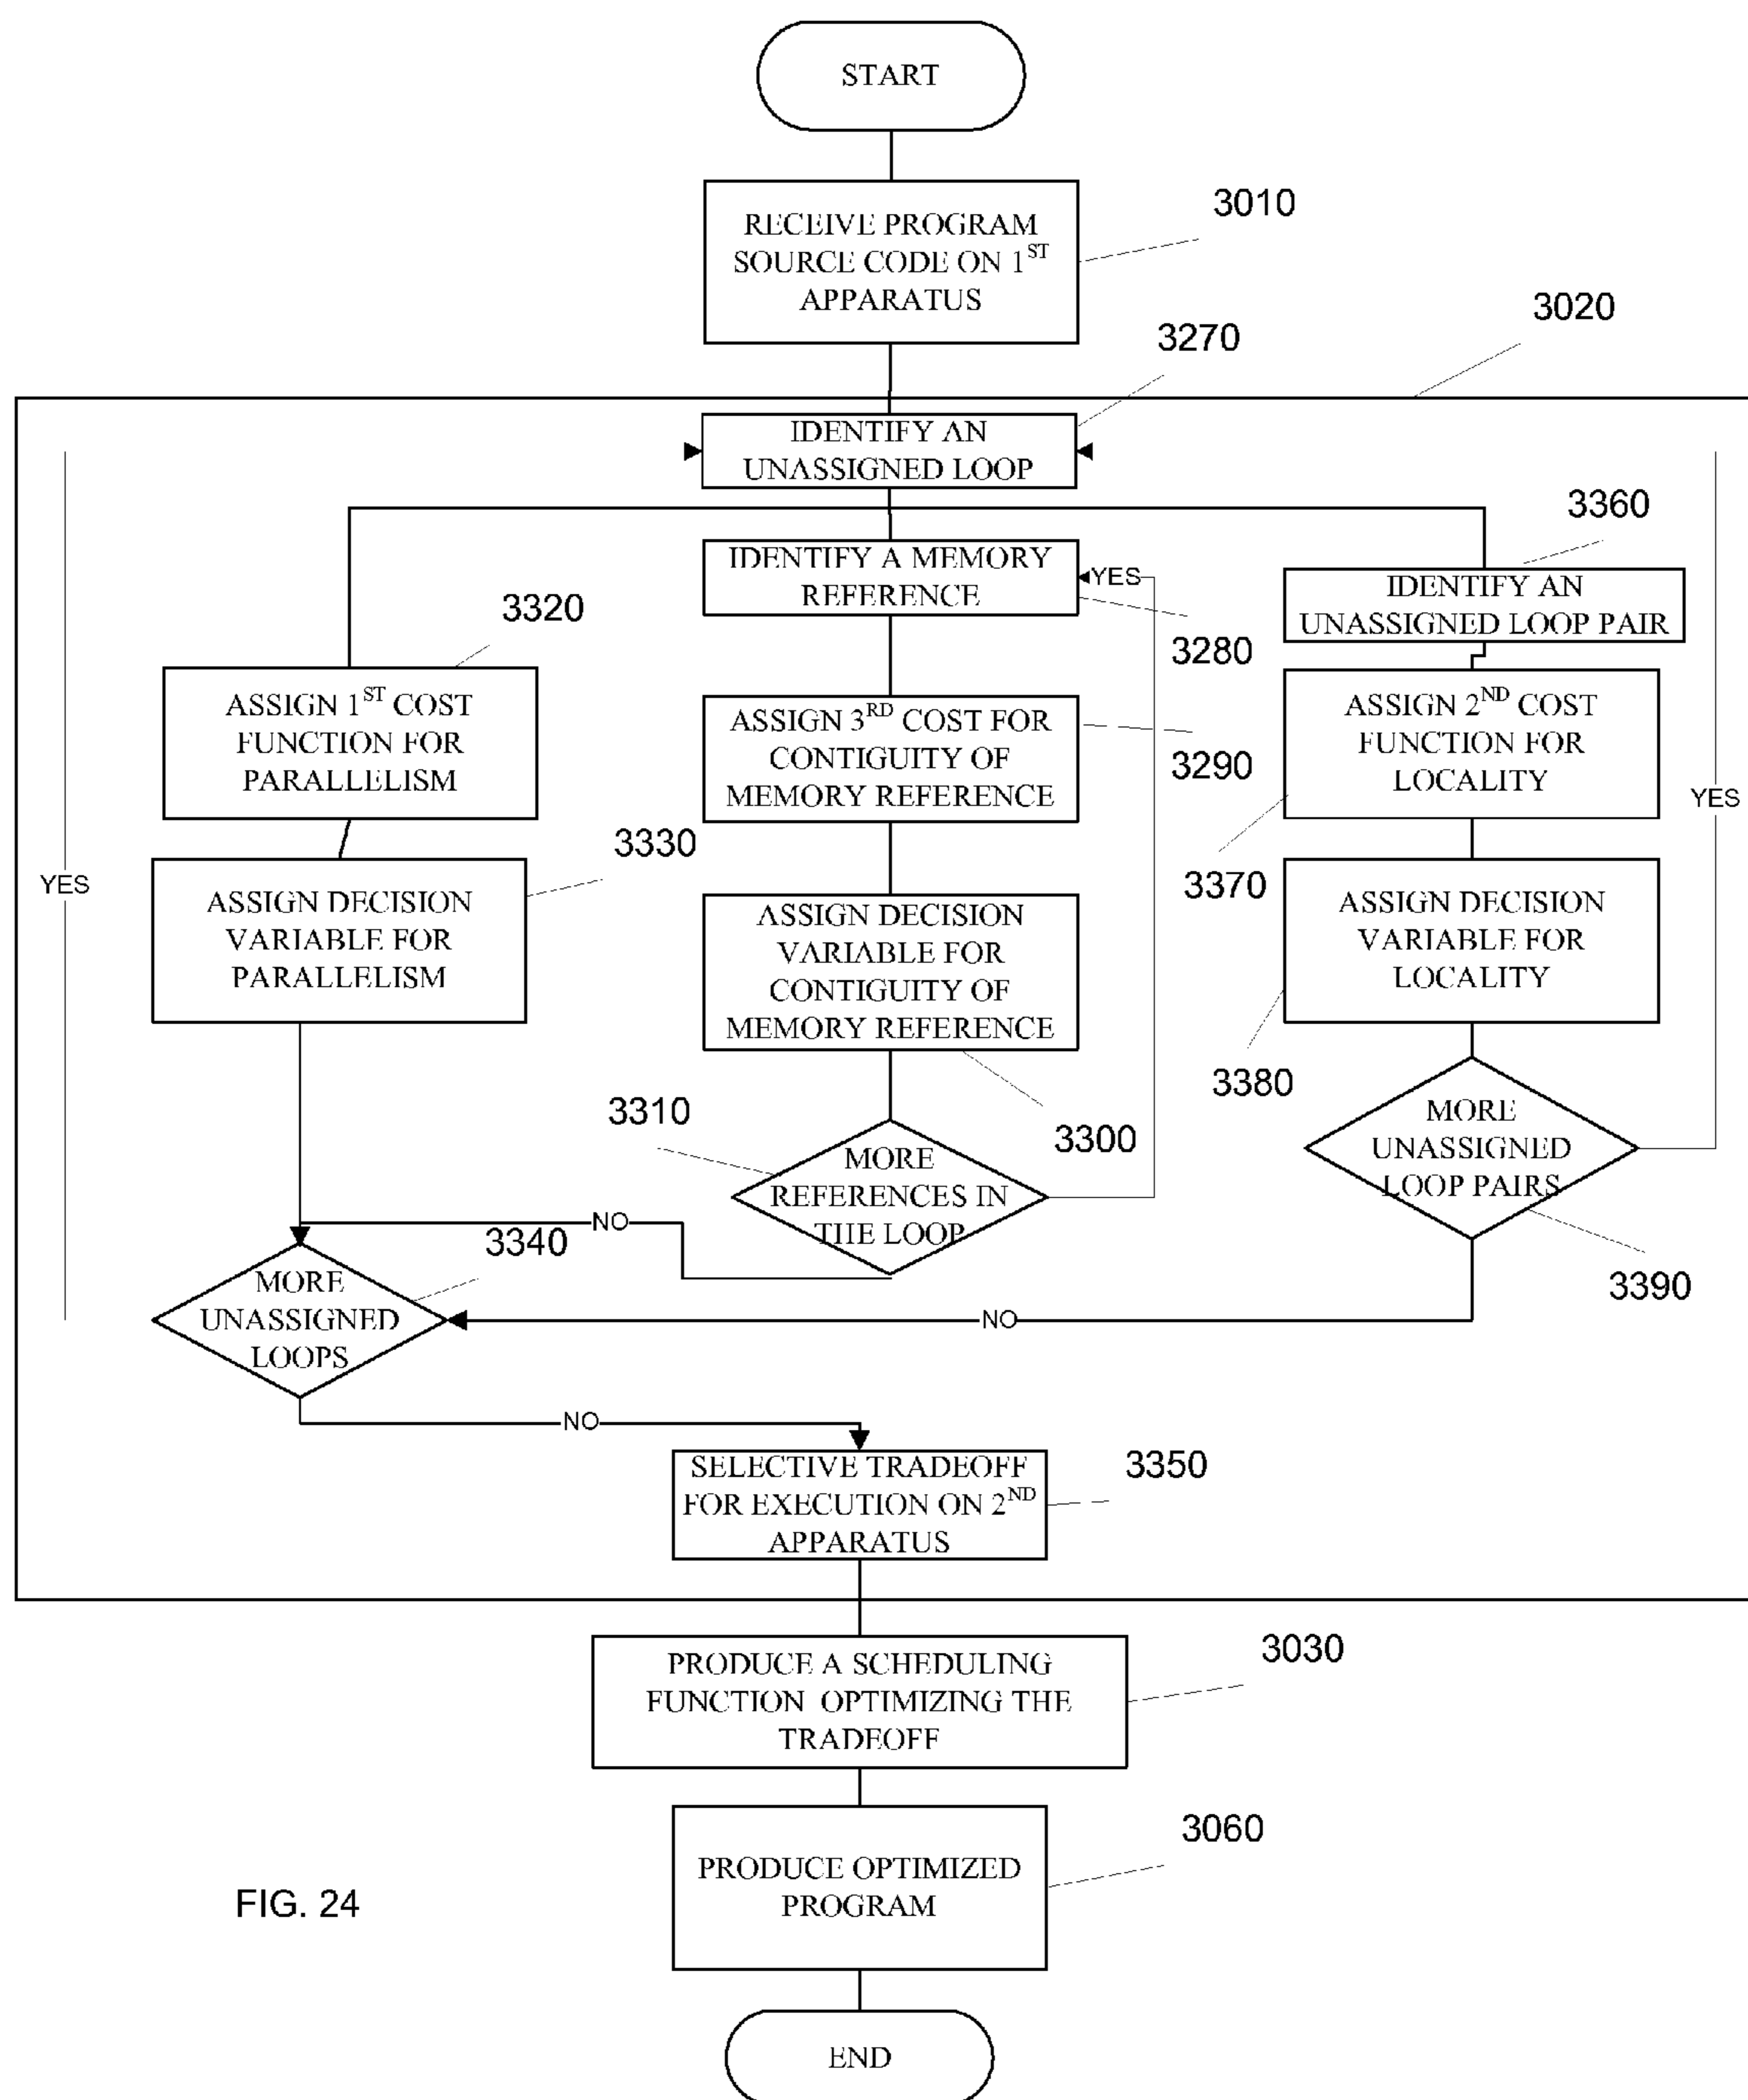 START
RECEIVE PROGRAM
SOURCE CODE ON 1ST
APPARATUS
3010
3020
3270
IDENTIFY AN
UNASSIGNED LOOP
3360
IDENTIFY A MEMORY
REFERENCE
YES
3280
IDENTIFY AN
UNASSIGNED LOOP PAIR
3320
ASSIGN 1ST COST
FUNCTION FOR
PARALLELISM
ASSIGN 3RD COST FOR
CONTIGUITY OF
MEMORY REFERENCE
3290
ASSIGN 2ND COST
FUNCTION FOR
LOCALITY
3370
YES
YES
3330
ASSIGN DECISION
VARIABLE FOR
PARALLELISM
ASSIGN DECISION
VARIABLE FOR
CONTIGUITY OF
MEMORY REFERENCE
3300
ASSIGN DECISION
VARIABLE FOR
LOCALITY
3380
3310
MORE
REFERENCES IN
THE LOOP
NO
MORE
UNASSIGNED
LOOP PAIRS
3390
3340
MORE
UNASSIGNED
LOOPS
NO
NO
SELECTIVE TRADEOFF
FOR EXECUTION ON 2ND
APPARATUS
3350
PRODUCE A SCHEDULING
FUNCTION OPTIMIZING THE
TRADEOFF
3030
PRODUCE OPTIMIZED
PROGRAM
3060
FIG. 24
END